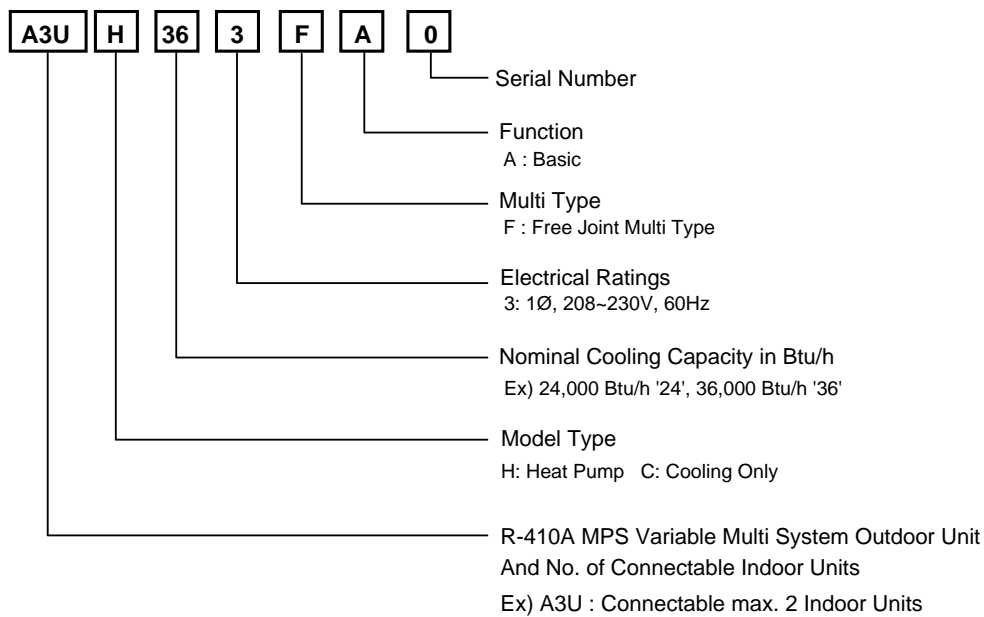 A3U H 36 3 F A 0
Serial Number
Function
A : Basic
Multi Type
F : Free Joint Multi Type
Electrical Ratings
3: 1Ø, 208~230V, 60Hz
Nominal Cooling Capacity in Btu/h
Ex) 24,000 Btu/h '24', 36,000 Btu/h '36'
Model Type
H: Heat Pump C: Cooling Only
R-410A MPS Variable Multi System Outdoor Unit
And No. of Connectable Indoor Units
Ex) A3U : Connectable max. 2 Indoor Units